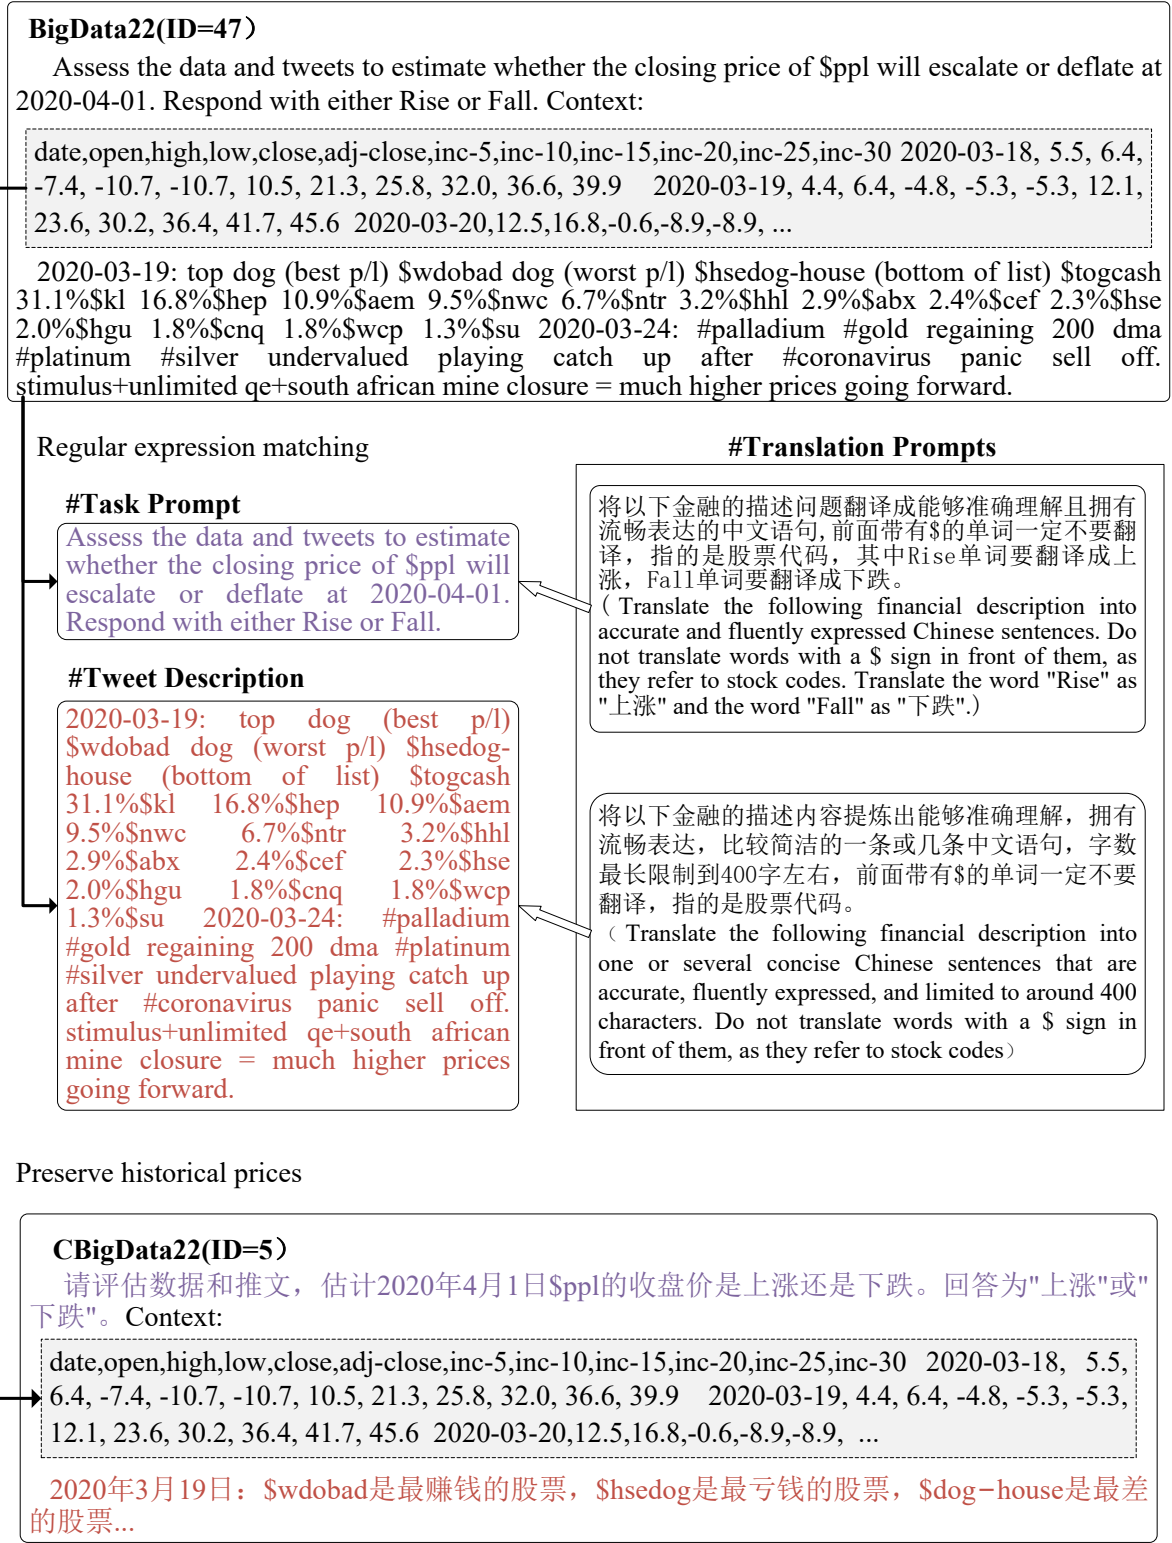 BigData22(ID=47）
Assess the data and tweets to estimate whether the closing price of $ppl will escalate or deflate at
2020-04-01. Respond with either Rise or Fall. Context:
date,open,high,low,close,adj-close,inc-5,inc-10,inc-15,inc-20,inc-25,inc-30 2020-03-18, 5.5, 6.4,
-7.4, -10.7, -10.7, 10.5, 21.3, 25.8, 32.0, 36.6, 39.9 2020-03-19, 4.4, 6.4, -4.8, -5.3, -5.3, 12.1,
23.6, 30.2, 36.4, 41.7, 45.6 2020-03-20,12.5,16.8,-0.6,-8.9,-8.9, ...
2020-03-19: top dog (best p/l) $wdobad dog (worst p/l) $hsedog-house (bottom of list) $togcash
31.1%$kl 16.8%$hep 10.9%$aem 9.5%$nwc 6.7%$ntr 3.2%$hhl 2.9%$abx 2.4%$cef 2.3%$hse
2.0%$hgu 1.8%$cnq 1.8%$wcp 1.3%$su 2020-03-24: #palladium #gold regaining 200 dma
#platinum #silver undervalued playing catch up after #coronavirus panic sell off.
stimulus+unlimited qe+south african mine closure = much higher prices going forward.
Regular expression matching
#Task Prompt
Assess the data and tweets to estimate
whether the closing price of $ppl will
escalate or deflate at 2020-04-01.
Respond with either Rise or Fall.
#Tweet Description
2020-03-19: top dog (best p/l)
$wdobad dog (worst p/l) $hsedog-
house (bottom of list) $togcash
31.1%$kl 16.8%$hep 10.9%$aem
9.5%$nwc 6.7%$ntr 3.2%$hhl
2.9%$abx 2.4%$cef 2.3%$hse
2.0%$hgu 1.8%$cnq 1.8%$wcp
1.3%$su 2020-03-24: #palladium
#gold regaining 200 dma #platinum
#silver undervalued playing catch up
after #coronavirus panic sell off.
stimulus+unlimited qe+south african
mine closure = much higher prices
going forward.
#Translation Prompts
将以下金融的描述问题翻译成能够准确理解且拥有
流畅表达的中文语句,前面带有$的单词一定不要翻
译，指的是股票代码，其中Rise单词要翻译成上
涨，Fall单词要翻译成下跌。
( Translate the following financial description into
accurate and fluently expressed Chinese sentences. Do
not translate words with a $ sign in front of them, as
they refer to stock codes. Translate the word "Rise" as
"上涨" and the word "Fall" as "下跌".)
将以下金融的描述内容提炼出能够准确理解，拥有
流畅表达，比较简洁的一条或几条中文语句，字数
最长限制到400字左右，前面带有$的单词一定不要
翻译，指的是股票代码。
（ Translate the following financial description into
one or several concise Chinese sentences that are
accurate, fluently expressed, and limited to around 400
characters. Do not translate words with a $ sign in
front of them, as they refer to stock codes）
Preserve historical prices
CBigData22(ID=5）
请评估数据和推文，估计2020年4月1日$ppl的收盘价是上涨还是下跌。回答为"上涨"或"
下跌"。Context:
date,open,high,low,close,adj-close,inc-5,inc-10,inc-15,inc-20,inc-25,inc-30 2020-03-18, 5.5,
6.4, -7.4, -10.7, -10.7, 10.5, 21.3, 25.8, 32.0, 36.6, 39.9 2020-03-19, 4.4, 6.4, -4.8, -5.3, -5.3,
12.1, 23.6, 30.2, 36.4, 41.7, 45.6 2020-03-20,12.5,16.8,-0.6,-8.9,-8.9, ...
2020年3月19日：$wdobad是最赚钱的股票，$hsedog是最亏钱的股票，$dog-house是最差
的股票...